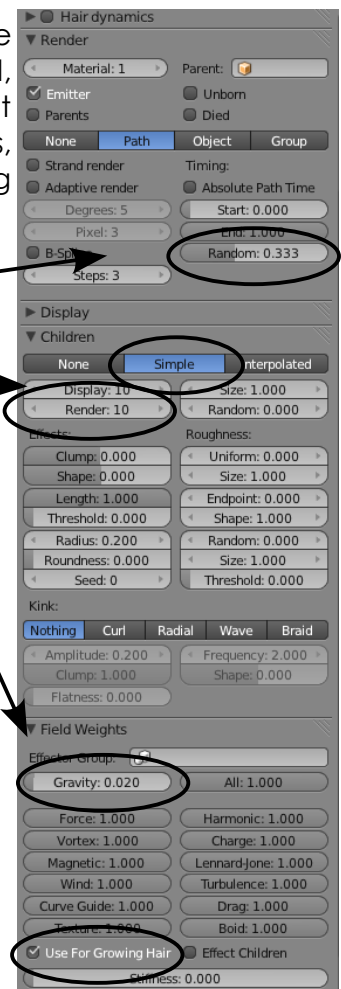 e
l,
t
s,
g
Hair dynamics
Render
Material: 1 Parent:
Emitter Unborn
Parents Died
None Path Object Group
Strand render Timing:
Adaptive render Absolute Path Time
Degrees: 5 Start: 0.000
Pixel: 3 End: 1.000
B-Spline Random: 0.333
Steps: 3
Display
Children
None Simple Interpolated
Display: 10 Size: 1.000
Render: 10 Random: 0.000
Effects: Roughness:
Clump: 0.000 Uniform: 0.000
Shape: 0.000 Size: 1.000
Length: 1.000 Endpoint: 0.000
Threshold: 0.000 Shape: 1.000
Radius: 0.200 Random: 0.000
Roundness: 0.000 Size: 1.000
Seed: 0 Threshold: 0.000
Kink:
Nothing Curl Radial Wave Braid
Amplitude: 0.200 Frequency: 2.000
Clump: 1.000 Shape: 0.000
Flatness: 0.000
Field Weights
Effector Group:
Gravity: 0.020 All: 1.000
Force: 1.000 Harmonic: 1.000
Vortex: 1.000 Charge: 1.000
Magnetic: 1.000 Lennard-Jone: 1.000
Wind: 1.000 Turbulence: 1.000
Curve Guide: 1.000 Drag: 1.000
Texture: 1.000 Boid: 1.000
Use For Growing Hair Effect Children
Stiffness: 0.000